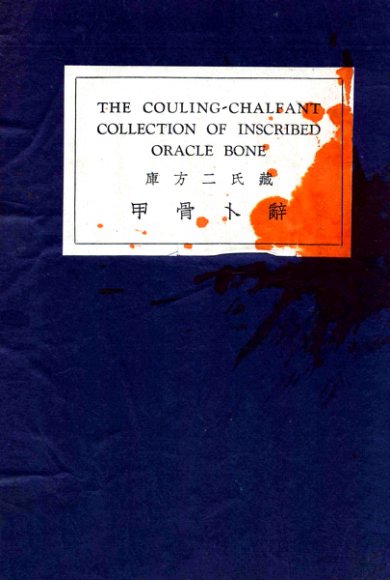 THE COULING-CHALFANT
COLLECTION OF INSCRIBED
ORACLE BONE
庫方二氏藏
甲骨卜辭